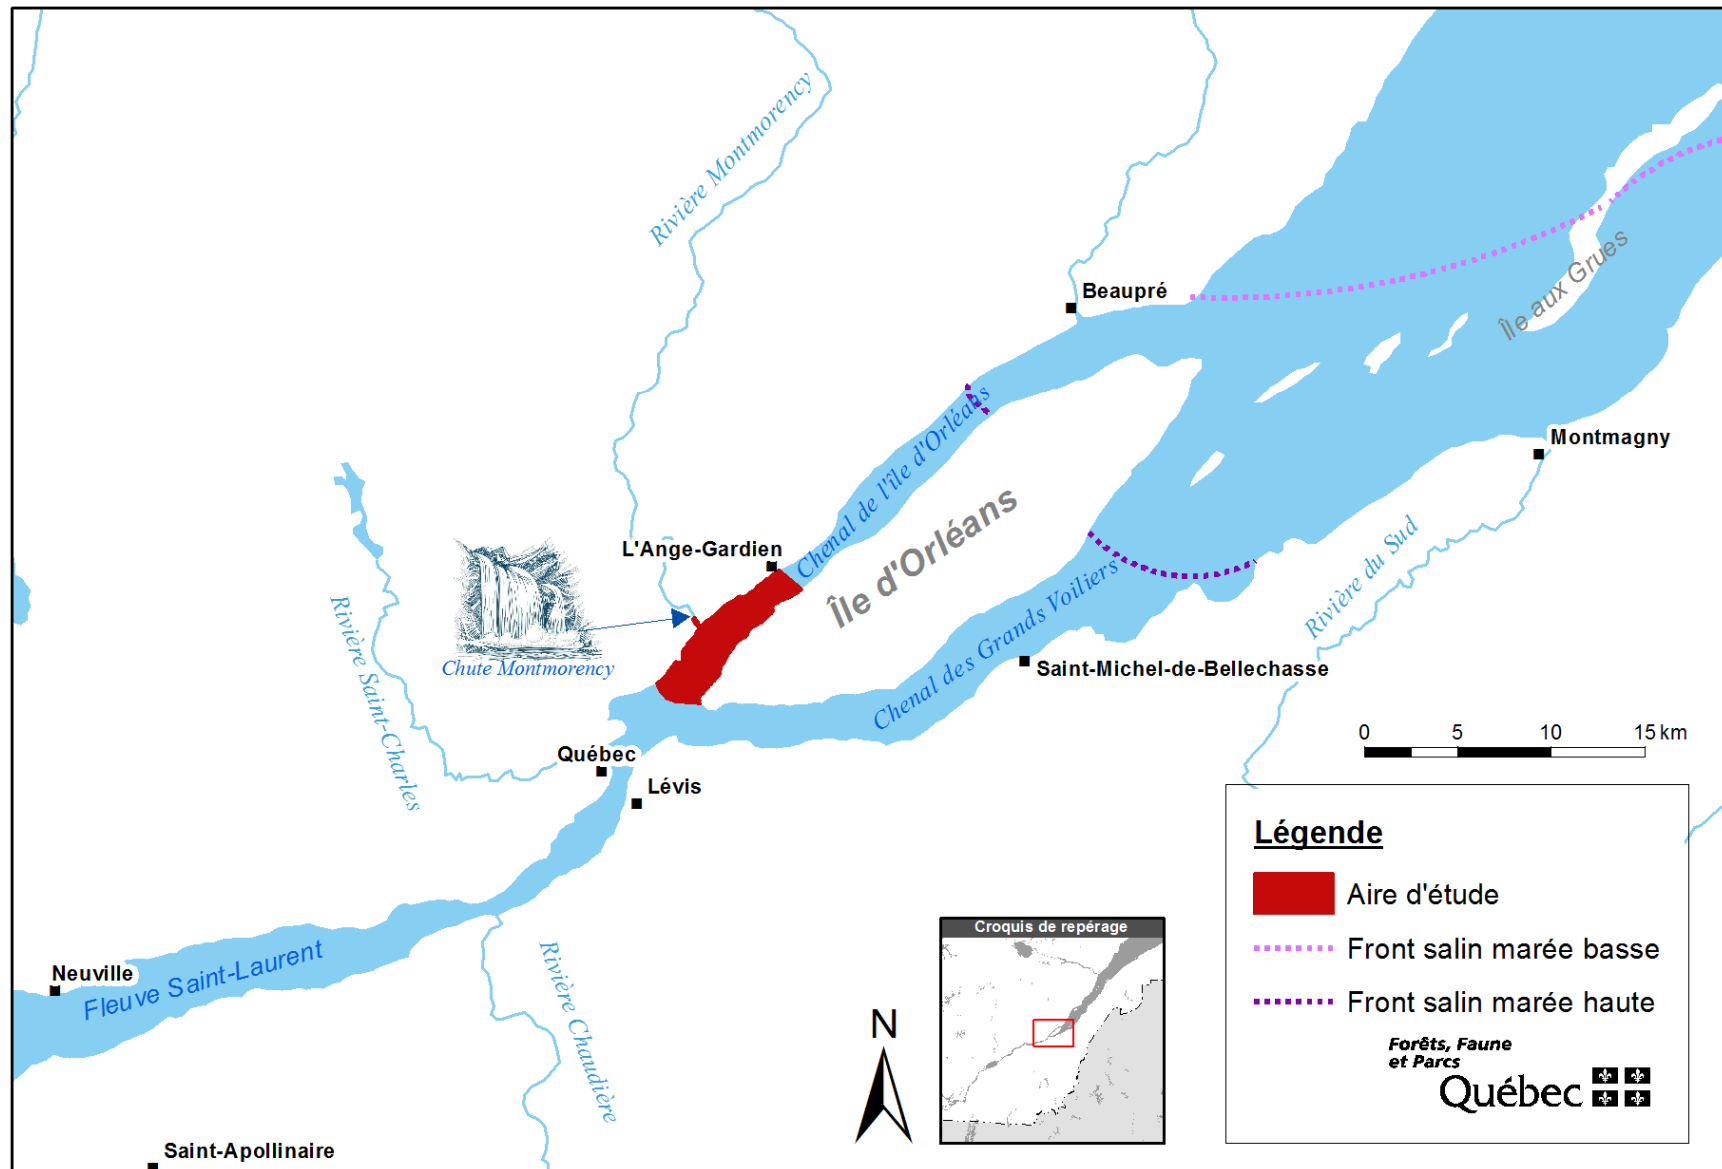 Rivière Montmorency
Beaupré
Île aux Grues
Montmagny
Chenal de l'île d'Orléans
L'Ange-Gardien
Île d'Orléans
Chenal des Grands Voiliers
Rivière du Sud
Chute Montmorency
Rivière Saint-Charles
Saint-Michel-de-Bellechasse
Québec
Lévis
0 5 10 15 km
Neuville
Fleuve Saint-Laurent
Rivière Chaudière
Saint-Apollinaire
N
Croquis de repérage
Légende
Aire d'étude
Front salin marée basse
Front salin marée haute
Forêts, Faune
et Parcs
Québec